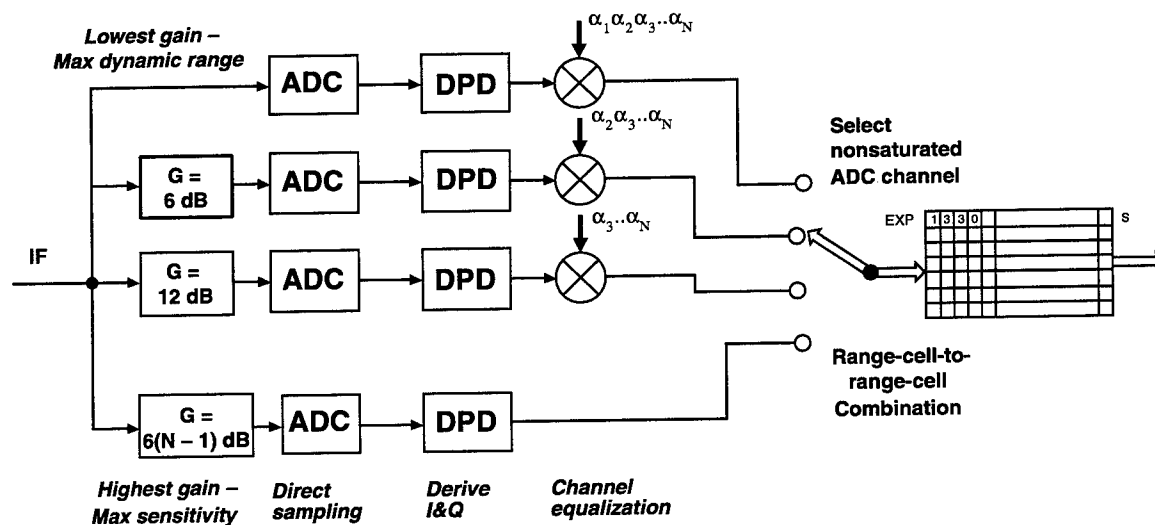 Lowest gain –
Max dynamic range
ADC
DPD
α1α2α3..αN
G =
6 dB
ADC
DPD
α2α3..αN
Select
nonsaturated
ADC channel
IF
G =
12 dB
ADC
DPD
α3..αN
EXP
1 3 3 0
S
G =
6(N – 1) dB
ADC
DPD
Range-cell-to-
range-cell
Combination
Highest gain –
Max sensitivity
Direct
sampling
Derive
I&Q
Channel
equalization